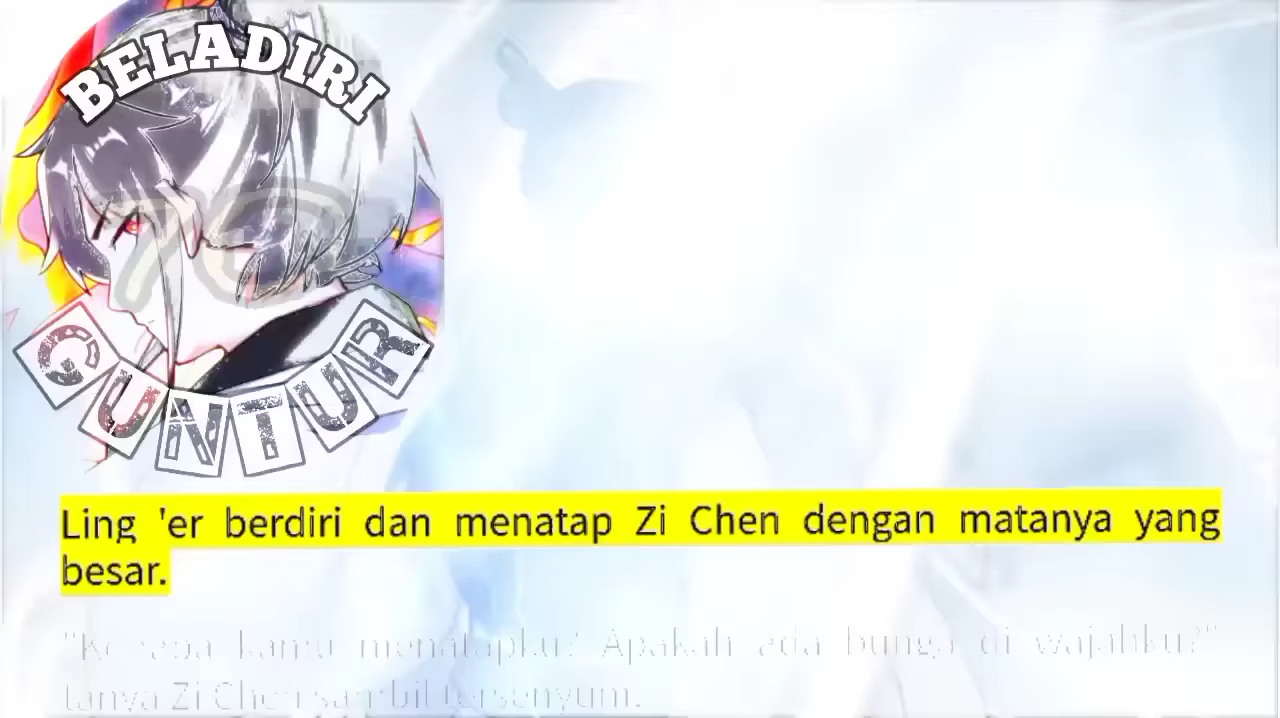 BELADIRI
GUNTUR
Ling 'er berdiri dan menatap Zi Chen dengan matanya yang
besar.
"Kenapa kamu menatapku? Apakah ada bunga di wajahku?"
tanya Zi Chen sambil tersenyum.